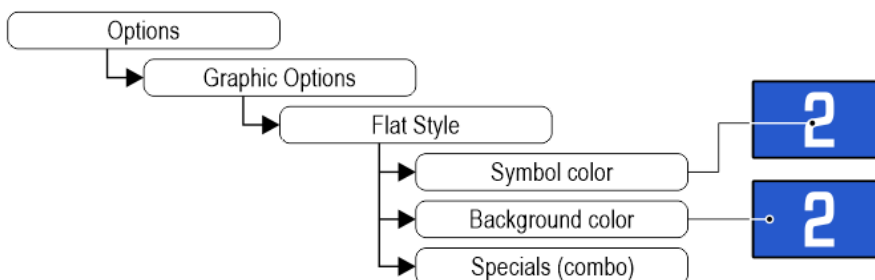 Options
Graphic Options
Flat Style
2
Symbol color
Background color
2
Specials (combo)